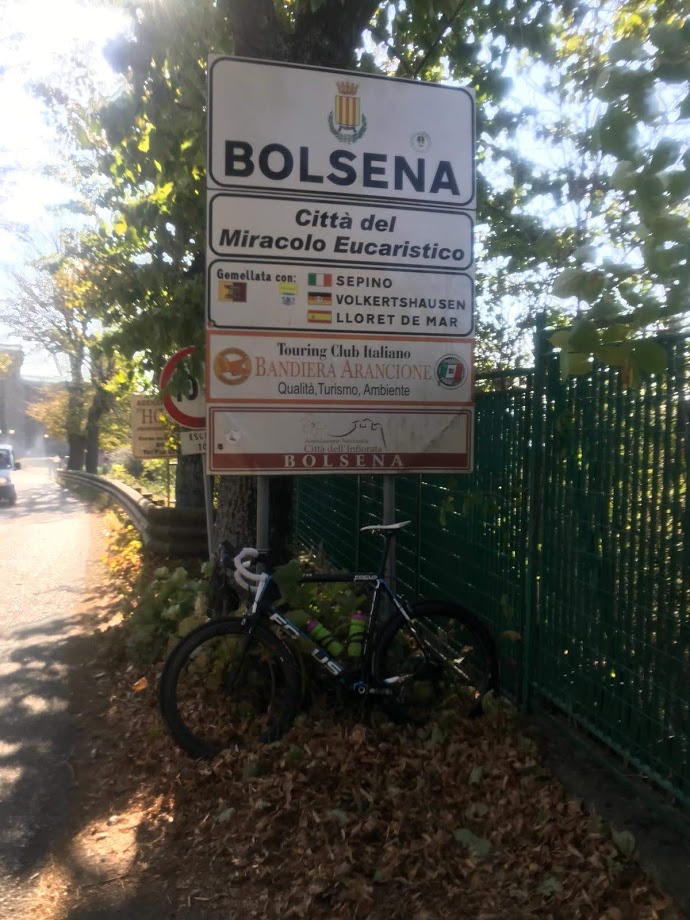 BOLSENA
Città del
Miracolo Eucaristico
Gemellata con:
SEPINO
VOLKERTSHAUSEN
LLORET DE MAR
Touring Club Italiano
BANDIERA ARANCIONE
Qualità,Turismo, Ambiente
Città dell'Infiorata
BOLSENA
FOCUS